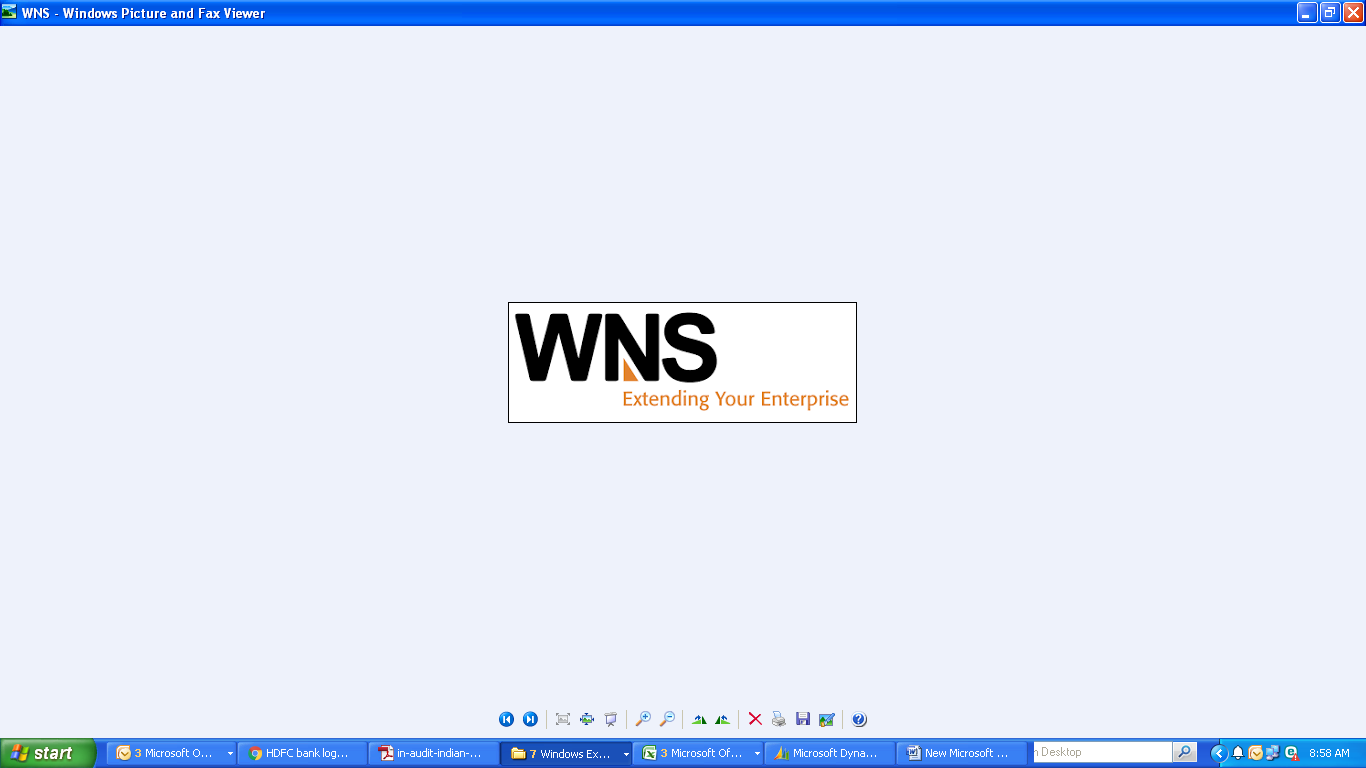 WNS - Windows Picture and Fax Viewer
WNS
Extending Your Enterprise
start
3 Microsoft O...
HDFC bank log...
in-audit-indian-...
7 Windows Ex...
3 Microsoft Of...
Microsoft Dyna...
New Microsoft ...
Desktop
8:58 AM